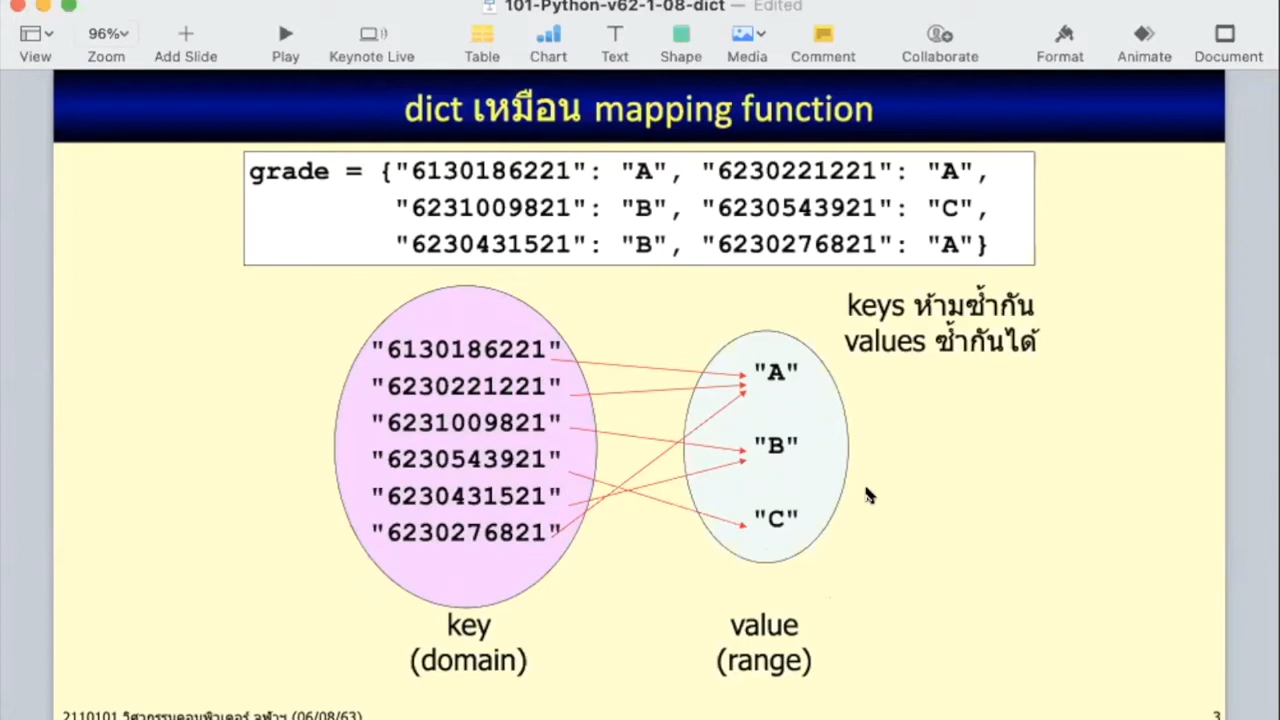 101-Python-v62-1-08-dict — Edited
96%
View Zoom Add Slide Play Keynote Live Table Chart Text Shape Media Comment Collaborate Format Animate Document
dict เหมือน mapping function
grade = {"6130186221": "A", "6230221221": "A",
"6231009821": "B", "6230543921": "C",
"6230431521": "B", "6230276821": "A"}
keys ห้ามซ้ำกัน
values ซ้ำกันได้
"6130186221"
"6230221221"
"6231009821"
"6230543921"
"6230431521"
"6230276821"
"A"
"B"
"C"
key
(domain)
value
(range)
2110101 วิศวกรรมคอมพิวเตอร์ จุฬาฯ (06/08/63)
3